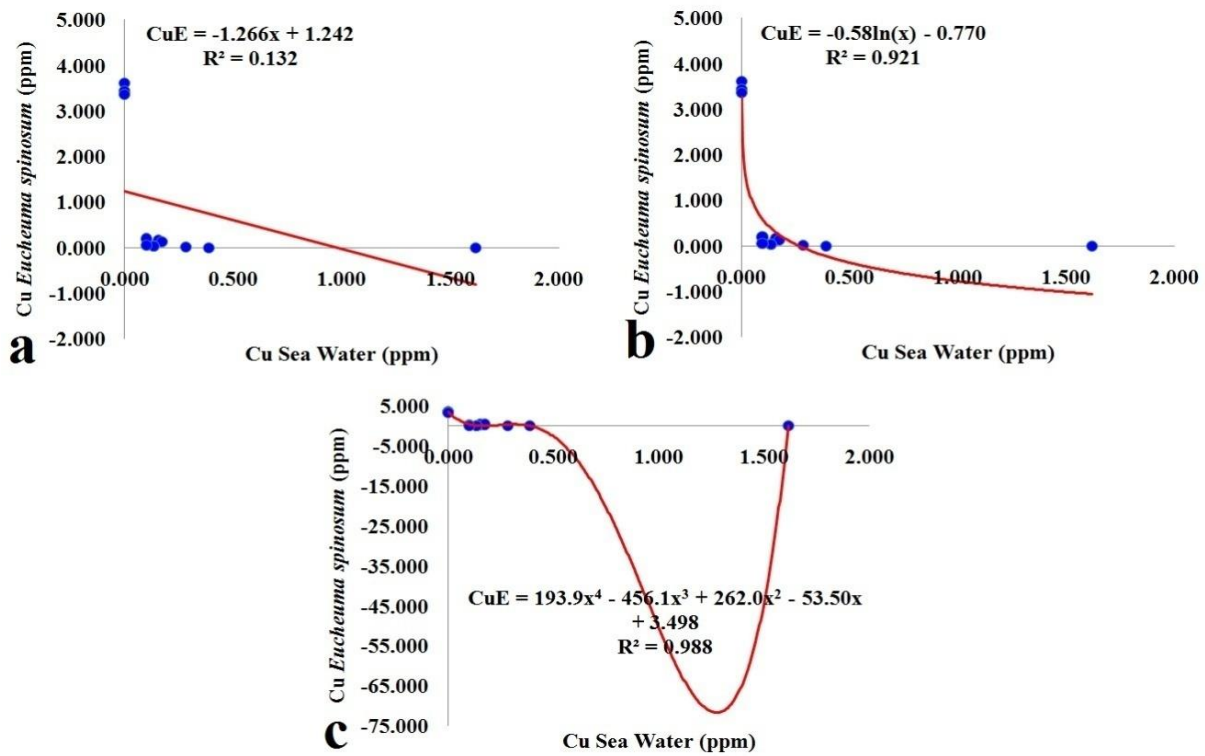 5.000
CuE = -1.266x + 1.242
R² = 0.132
4.000
3.000
2.000
1.000
0.000
-1.000
-2.000
0.000 0.500 1.000 1.500 2.000
Cu Eucheuma spinosum (ppm)
Cu Sea Water (ppm)
a
5.000
CuE = -0.58ln(x) - 0.770
R² = 0.921
4.000
3.000
2.000
1.000
0.000
-1.000
-2.000
0.000 0.500 1.000 1.500 2.000
Cu Eucheuma spinosum (ppm)
Cu Sea Water (ppm)
b
5.000
-5.000
-15.000
-25.000
-35.000
-45.000
-55.000
-65.000
-75.000
0.000 0.500 1.000 1.500 2.000
CuE = 193.9x⁴ - 456.1x³ + 262.0x² - 53.50x
+ 3.498
R² = 0.988
Cu Eucheuma spinosum (ppm)
Cu Sea Water (ppm)
c